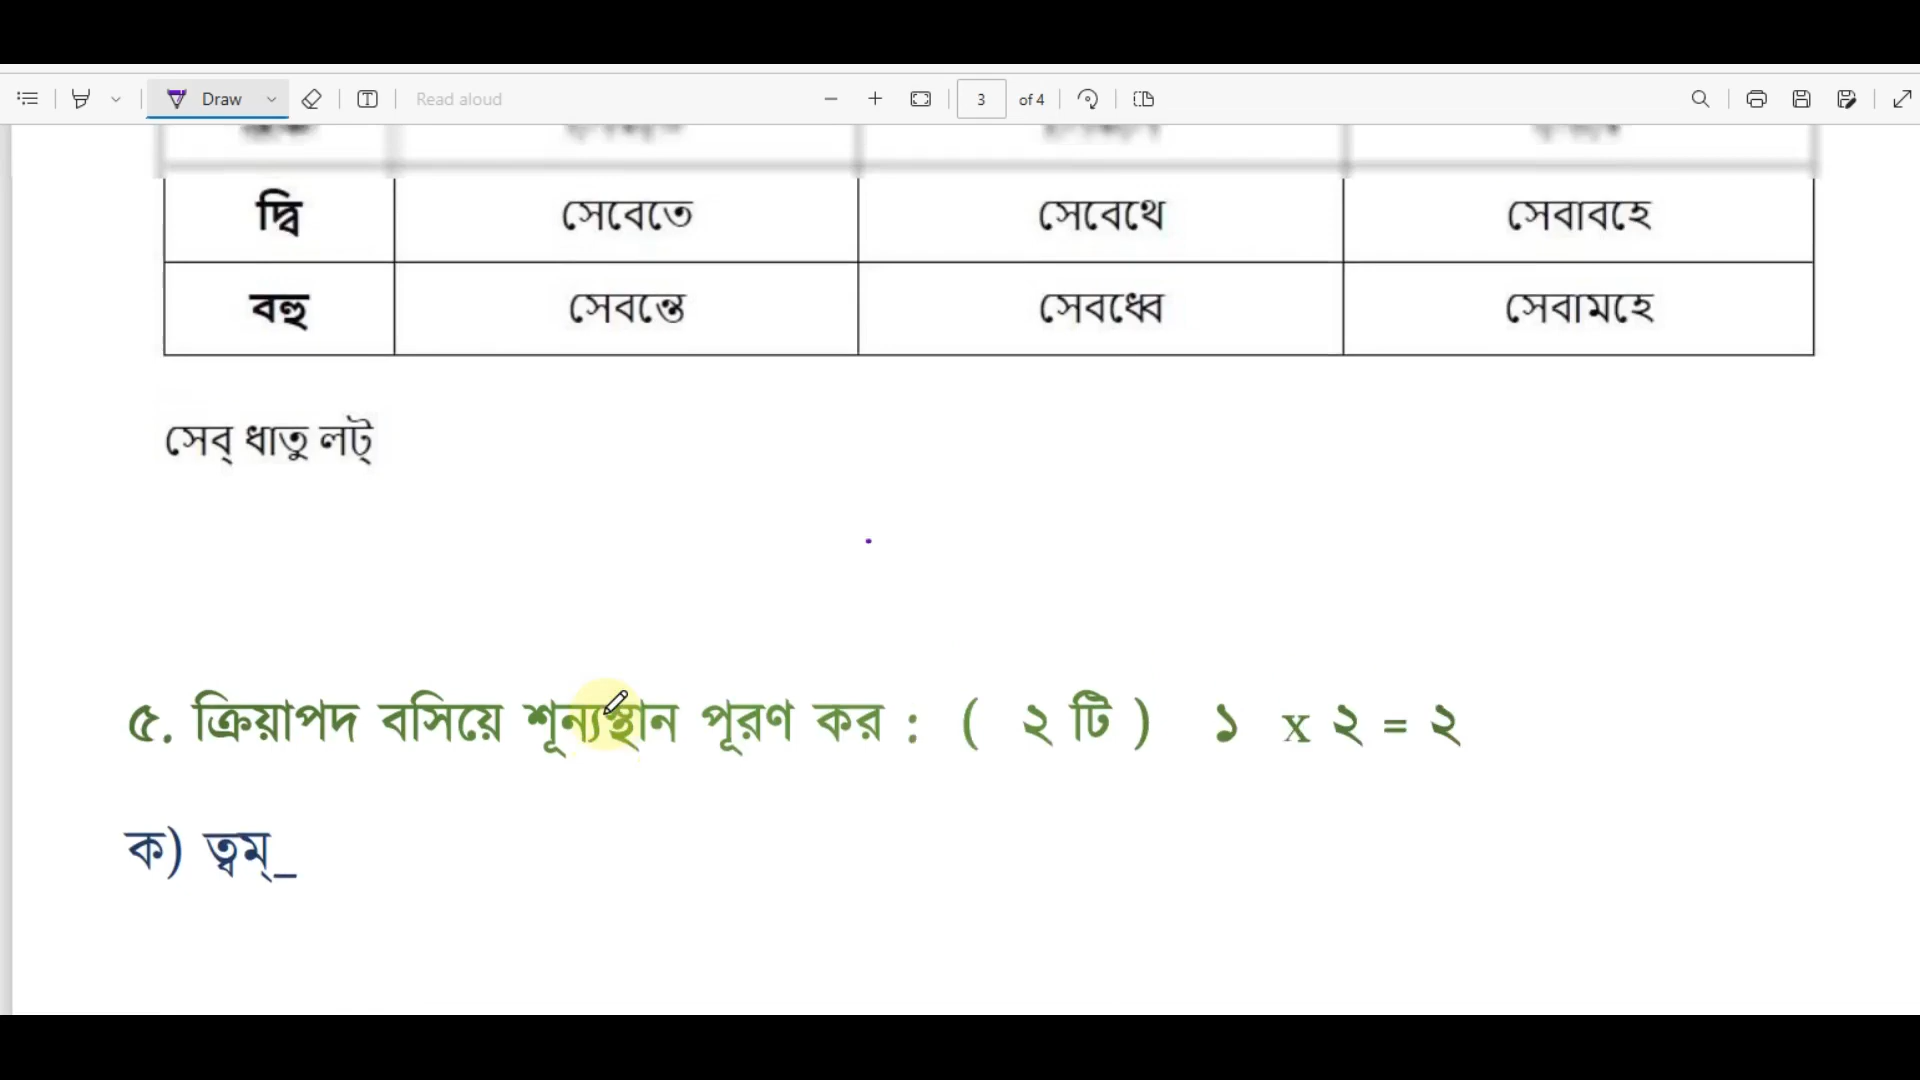 Draw Read aloud 3 of 4
দ্বি সেবেতে সেবেথে সেবাবহে
বহু সেবন্তে সেবধ্বে সেবামহে
সেব্ ধাতু লট্
৫. ক্রিয়াপদ বসিয়ে শূন্যস্থান পূরণ কর : ( ২ টি ) ১ x ২ = ২
ক) ত্বম্_